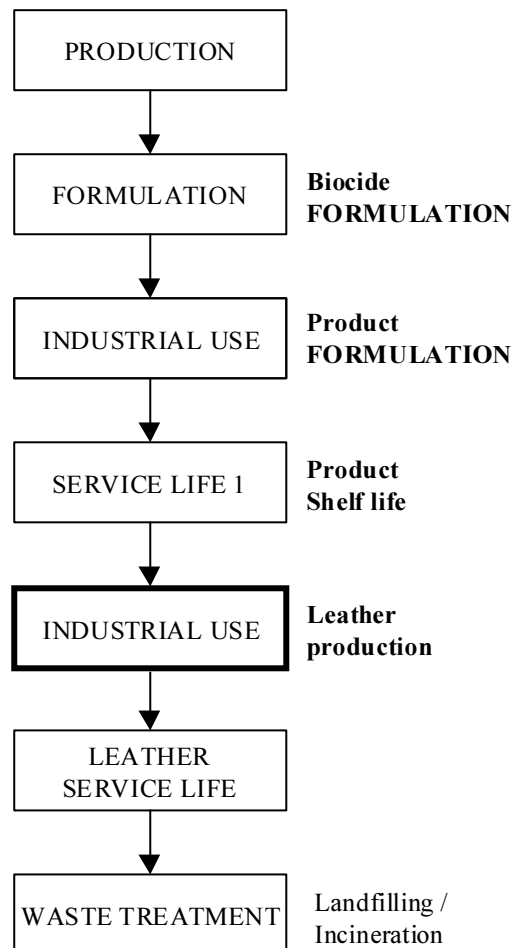 PRODUCTION
FORMULATION
Biocide
FORMULATION
INDUSTRIAL USE
Product
FORMULATION
SERVICE LIFE 1
Product
Shelf life
INDUSTRIAL USE
Leather
production
LEATHER
SERVICE LIFE
WASTE TREATMENT
Landfilling /
Incineration